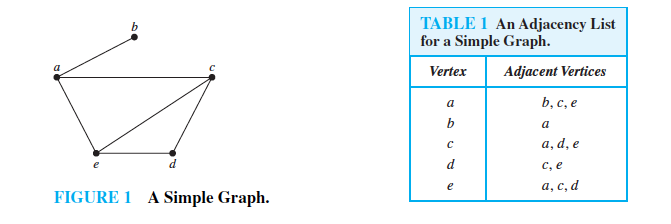 b
a
c
e
d
FIGURE 1 A Simple Graph.
TABLE 1 An Adjacency List
for a Simple Graph.
Vertex Adjacent Vertices
a b, c, e
b a
c a, d, e
d c, e
e a, c, d